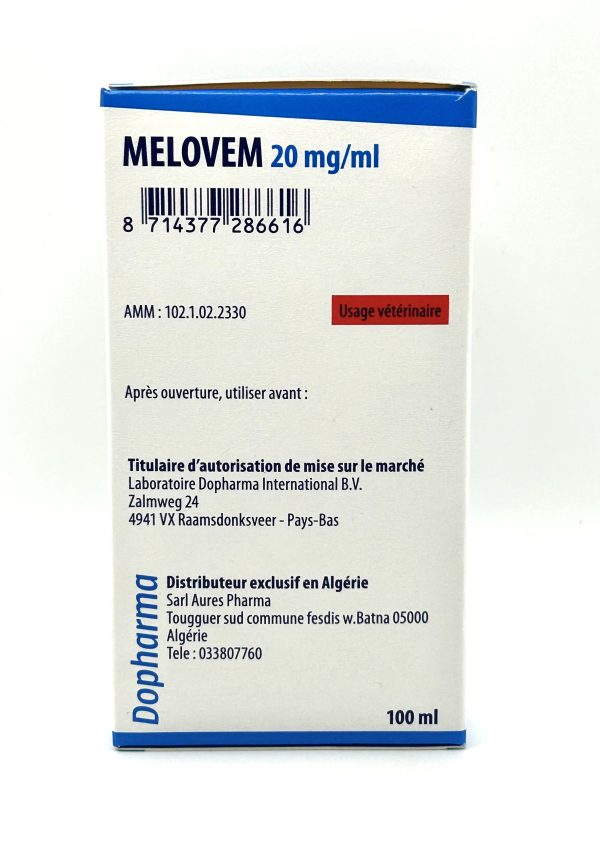 MELOVEM 20 mg/ml
8 714377 286616
AMM : 102.1.02.2330
Usage vétérinaire
Après ouverture, utiliser avant :
Titulaire d'autorisation de mise sur le marché
Laboratoire Dopharma International B.V.
Zalmweg 24
4941 VX Raamsdonksveer - Pays-Bas
Dopharma
Distributeur exclusif en Algérie
Sarl Aures Pharma
Tougguer sud commune fesdis w.Batna 05000
Algérie
Tele : 033807760
100 ml